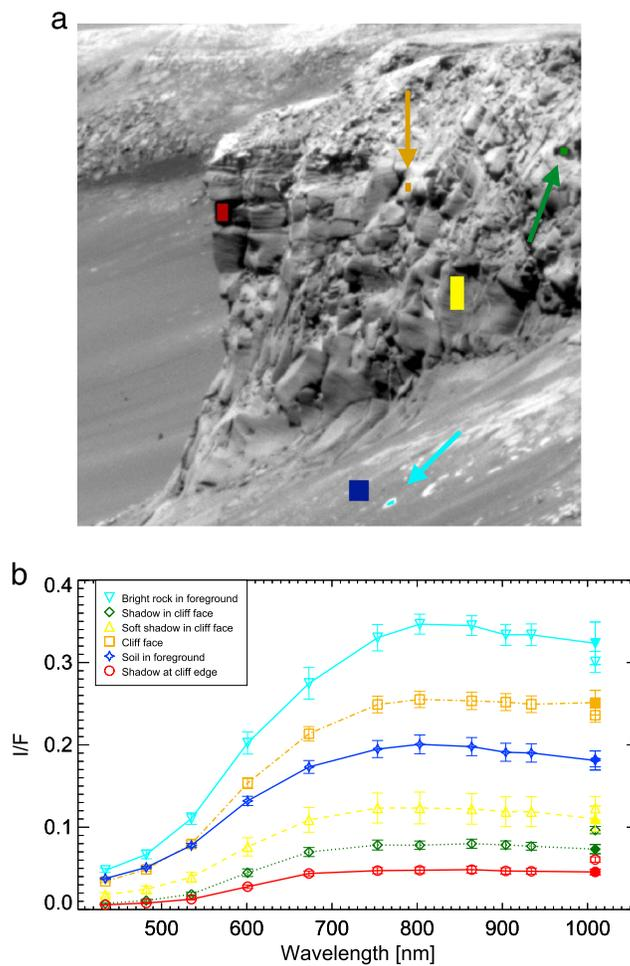 a
b
0.4
0.3
0.2
0.1
0.0
I/F
Bright rock in foreground
Shadow in cliff face
Soft shadow in cliff face
Cliff face
Soil in foreground
Shadow at cliff edge
500 600 700 800 900 1000
Wavelength [nm]